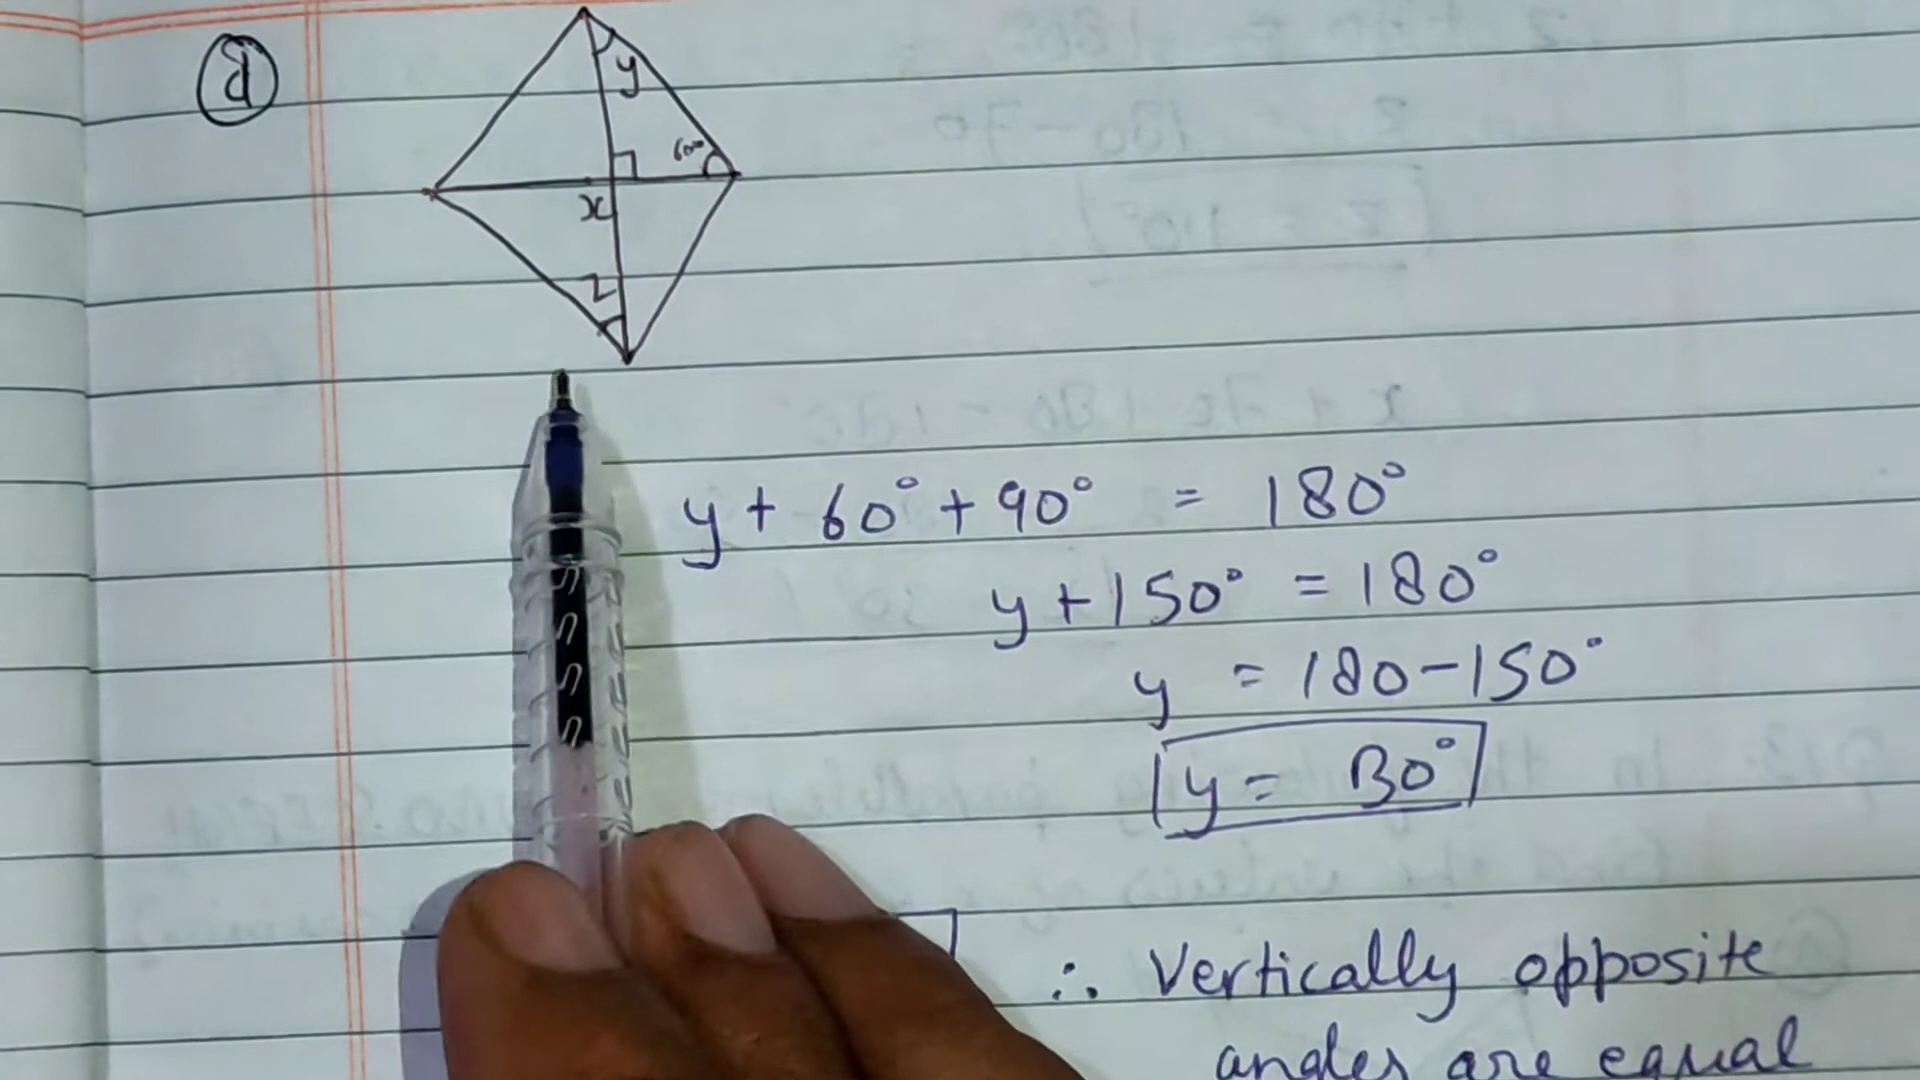 d
y
60°
x
z
y + 60° + 90° = 180°
y + 150° = 180°
y = 180 - 150°
y = 30°
∴ Vertically opposite
angles are equal